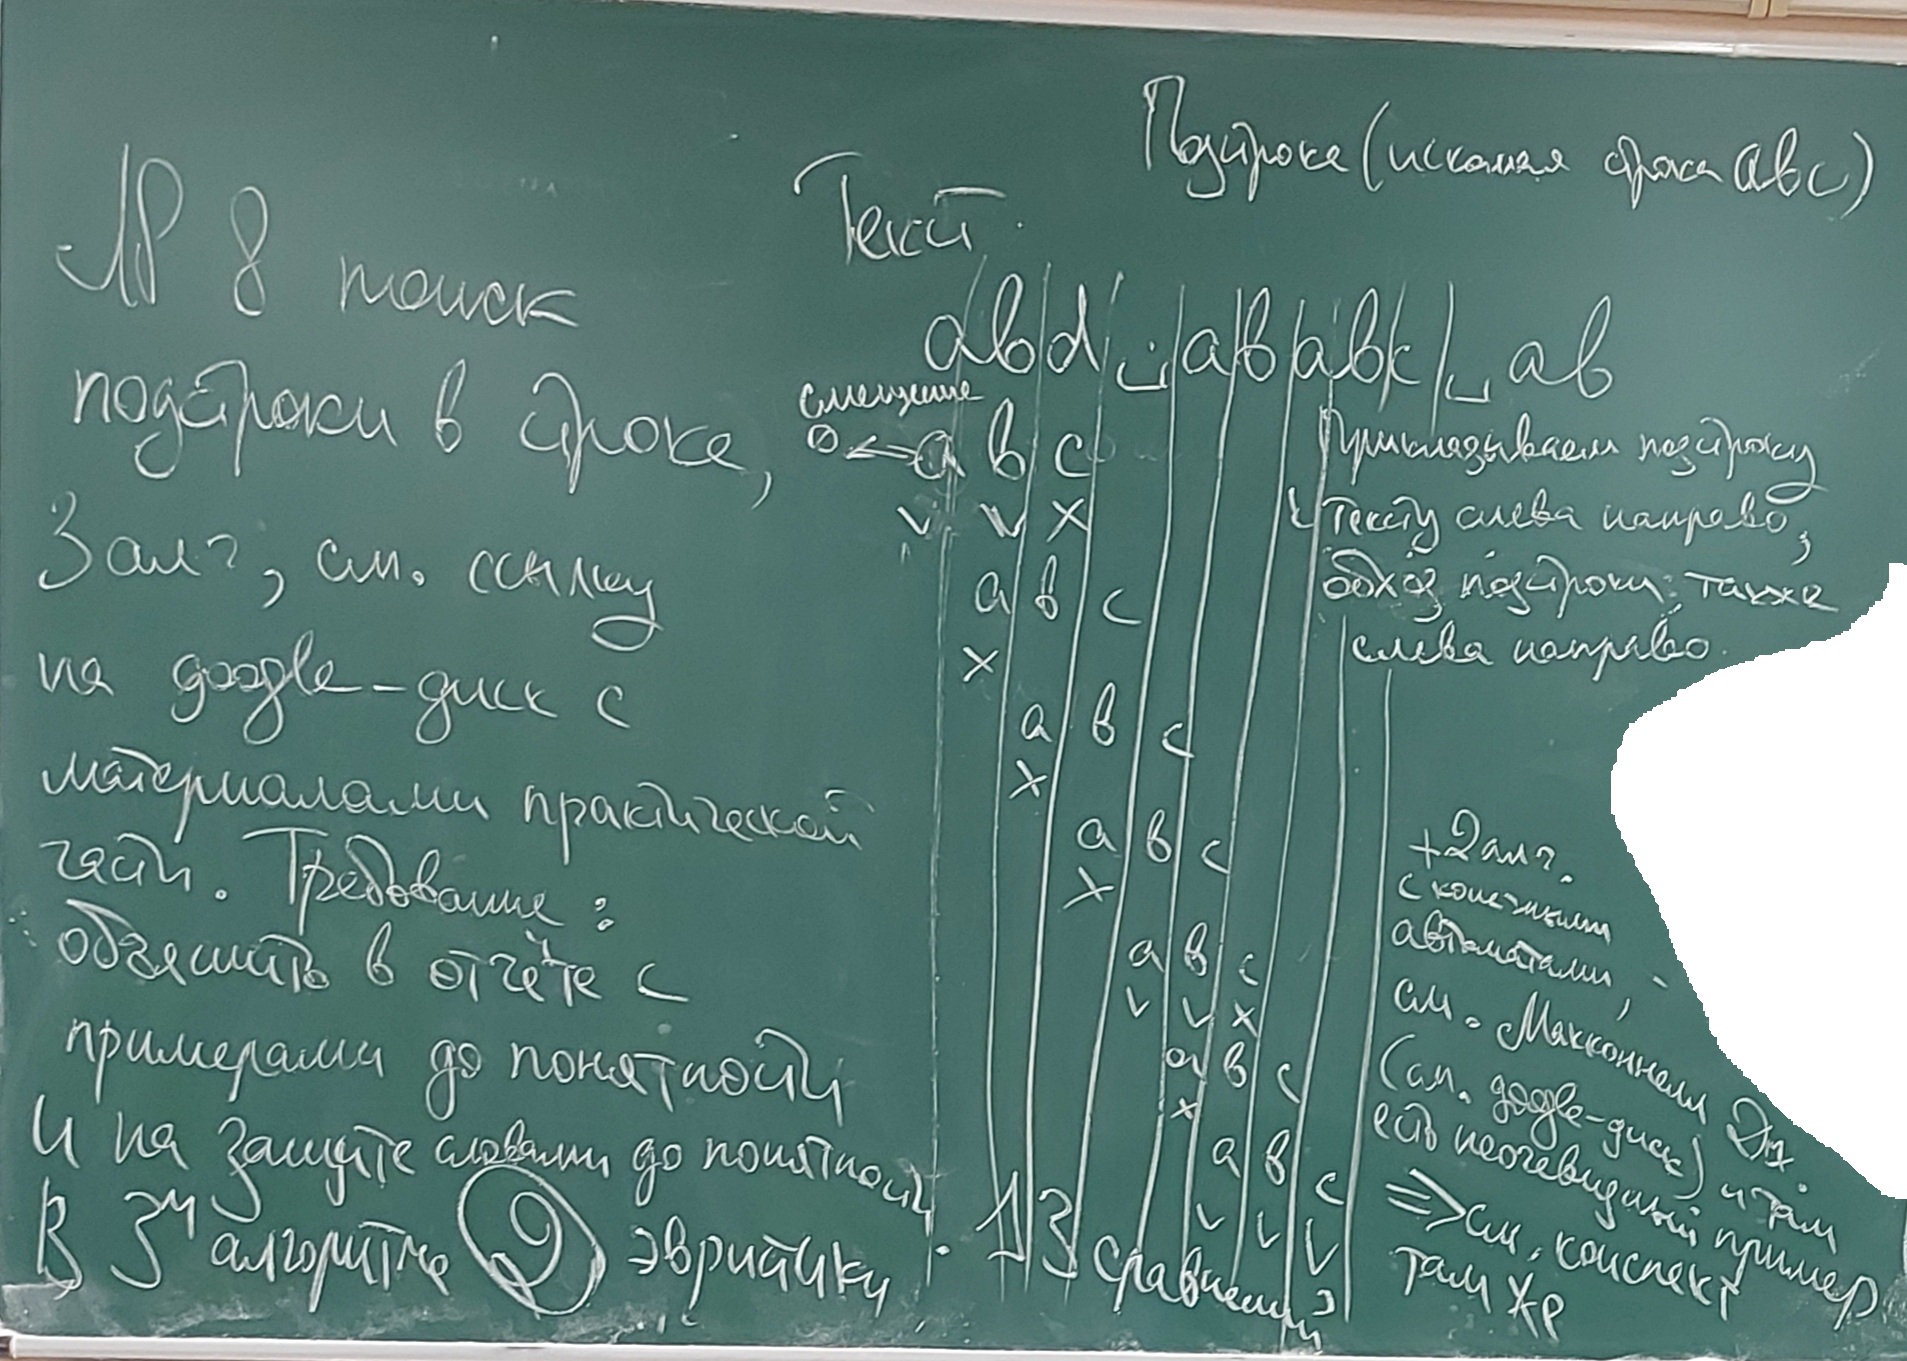 № 8 поиск
подстроки в строке,
3 алг, см. ссылку
на google-диск с
материалами практической
части. Требование:
объяснить в отчёте с
примерами до понятности
и на защите словами до понятности
В 3м алгоритме 2 эвристики.
Подстрока (искомая строка abc)
Текст
abd␣ababc␣ab
смещение
0 ← a b c
v v x
a b c
x
a b c
x
a b c
x
a b c
v v x
a b c
x
a b c
v v v
13 сравнений
Прикладываем подстроку
к тексту слева направо,
обход подстроки также
слева направо.
+2 алг.
с конечными
автоматами,
см. Макконнелл Дж.
(см. google-диск) и там
есть неочевидный пример
=> см. конспект
там же